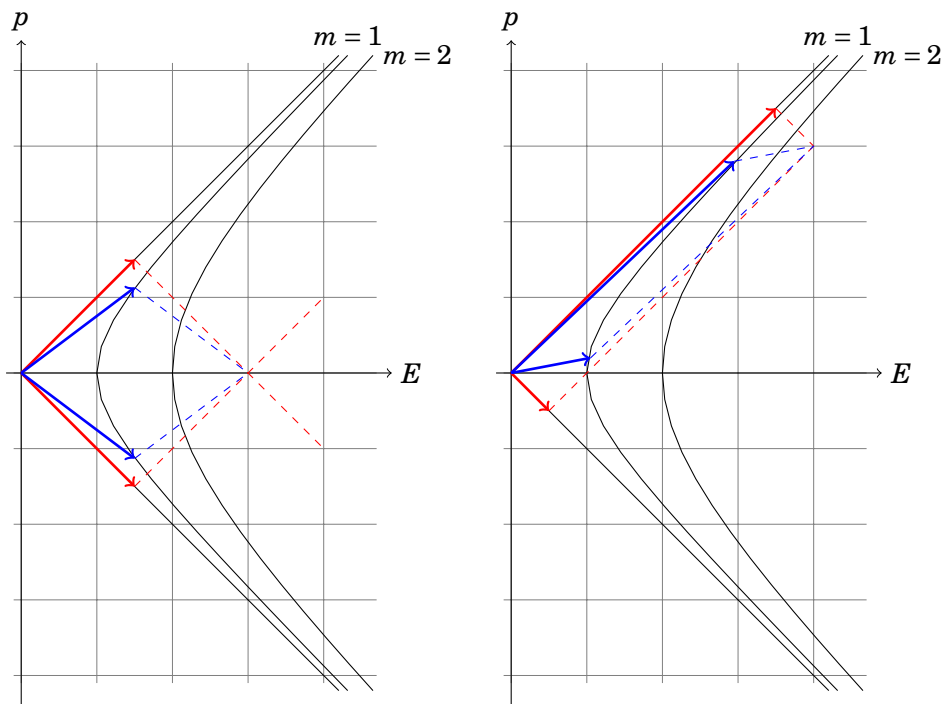 p
m = 1
m = 2
E
p
m = 1
m = 2
E